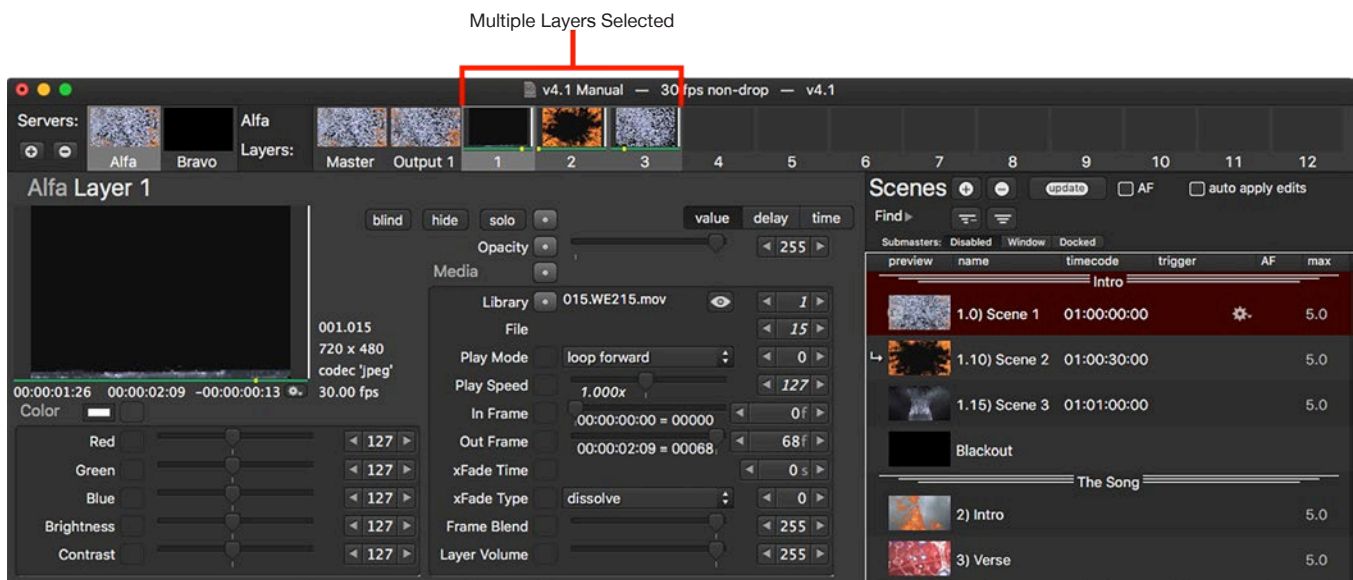 Multiple Layers Selected
v4.1 Manual — 30 fps non-drop — v4.1
Servers:
Alfa
Bravo
Alfa
Layers:
Master
Output 1
1
2
3
4
5
6
7
8
9
10
11
12
Alfa Layer 1
blind
hide
solo
value
delay
time
Opacity
255
Media
Library
015.WE215.mov
1
File
15
Play Mode
loop forward
0
Play Speed
1.000x
127
In Frame
00:00:00:00 = 00000
0f
Out Frame
00:00:02:09 = 00068
68f
xFade Time
0 s
xFade Type
dissolve
0
Frame Blend
255
Layer Volume
255
001.015
720 x 480
codec 'jpeg'
30.00 fps
00:00:01:26 00:00:02:09 -00:00:00:13
Color
Red
127
Green
127
Blue
127
Brightness
127
Contrast
127
Scenes
update
AF
auto apply edits
Find
Submasters: Disabled Window Docked
preview name timecode trigger AF max
Intro
1.0) Scene 1 01:00:00:00 5.0
1.10) Scene 2 01:00:30:00 5.0
1.15) Scene 3 01:01:00:00 5.0
Blackout
The Song
2) Intro 5.0
3) Verse 5.0